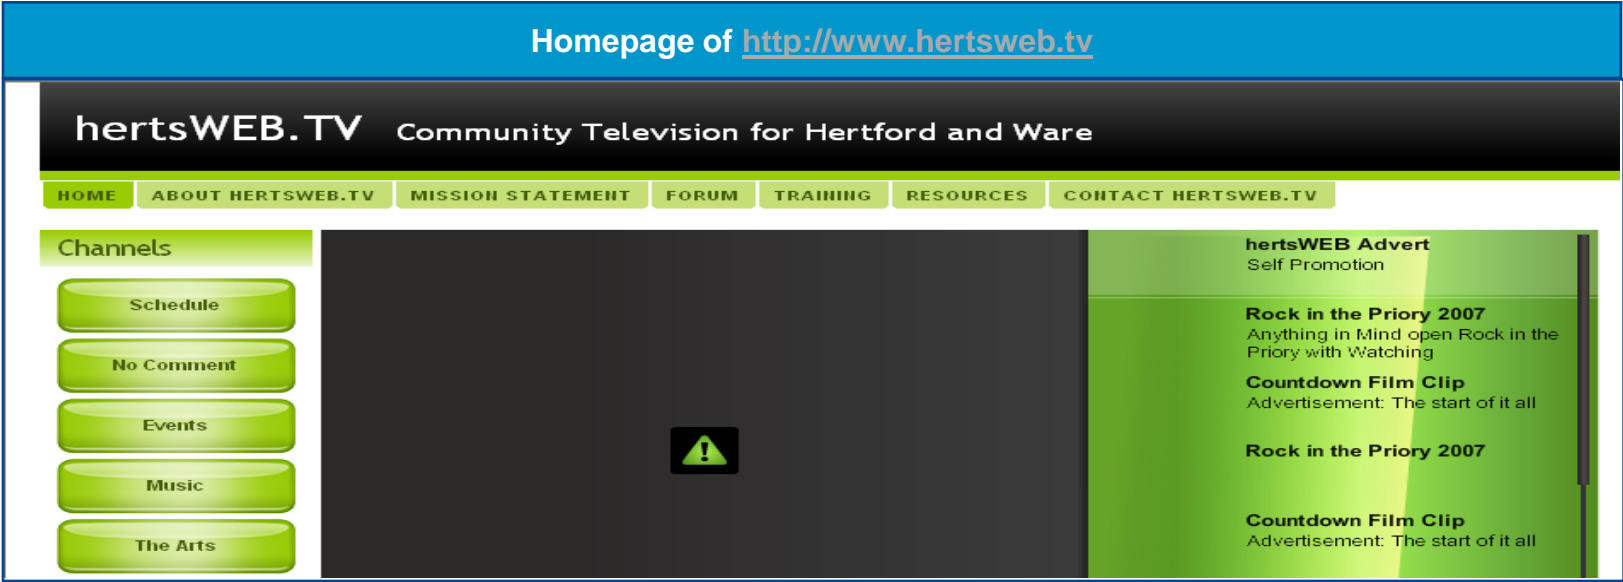 Homepage of http://www.hertsweb.tv
hertsWEB.TV Community Television for Hertford and Ware
HOME ABOUT HERTSWEB.TV MISSION STATEMENT FORUM TRAINING RESOURCES CONTACT HERTSWEB.TV
Channels
Schedule
No Comment
Events
Music
The Arts
hertsWEB Advert
Self Promotion
Rock in the Priory 2007
Anything in Mind open Rock in the
Priory with Watching
Countdown Film Clip
Advertisement: The start of it all
Rock in the Priory 2007
Countdown Film Clip
Advertisement: The start of it all